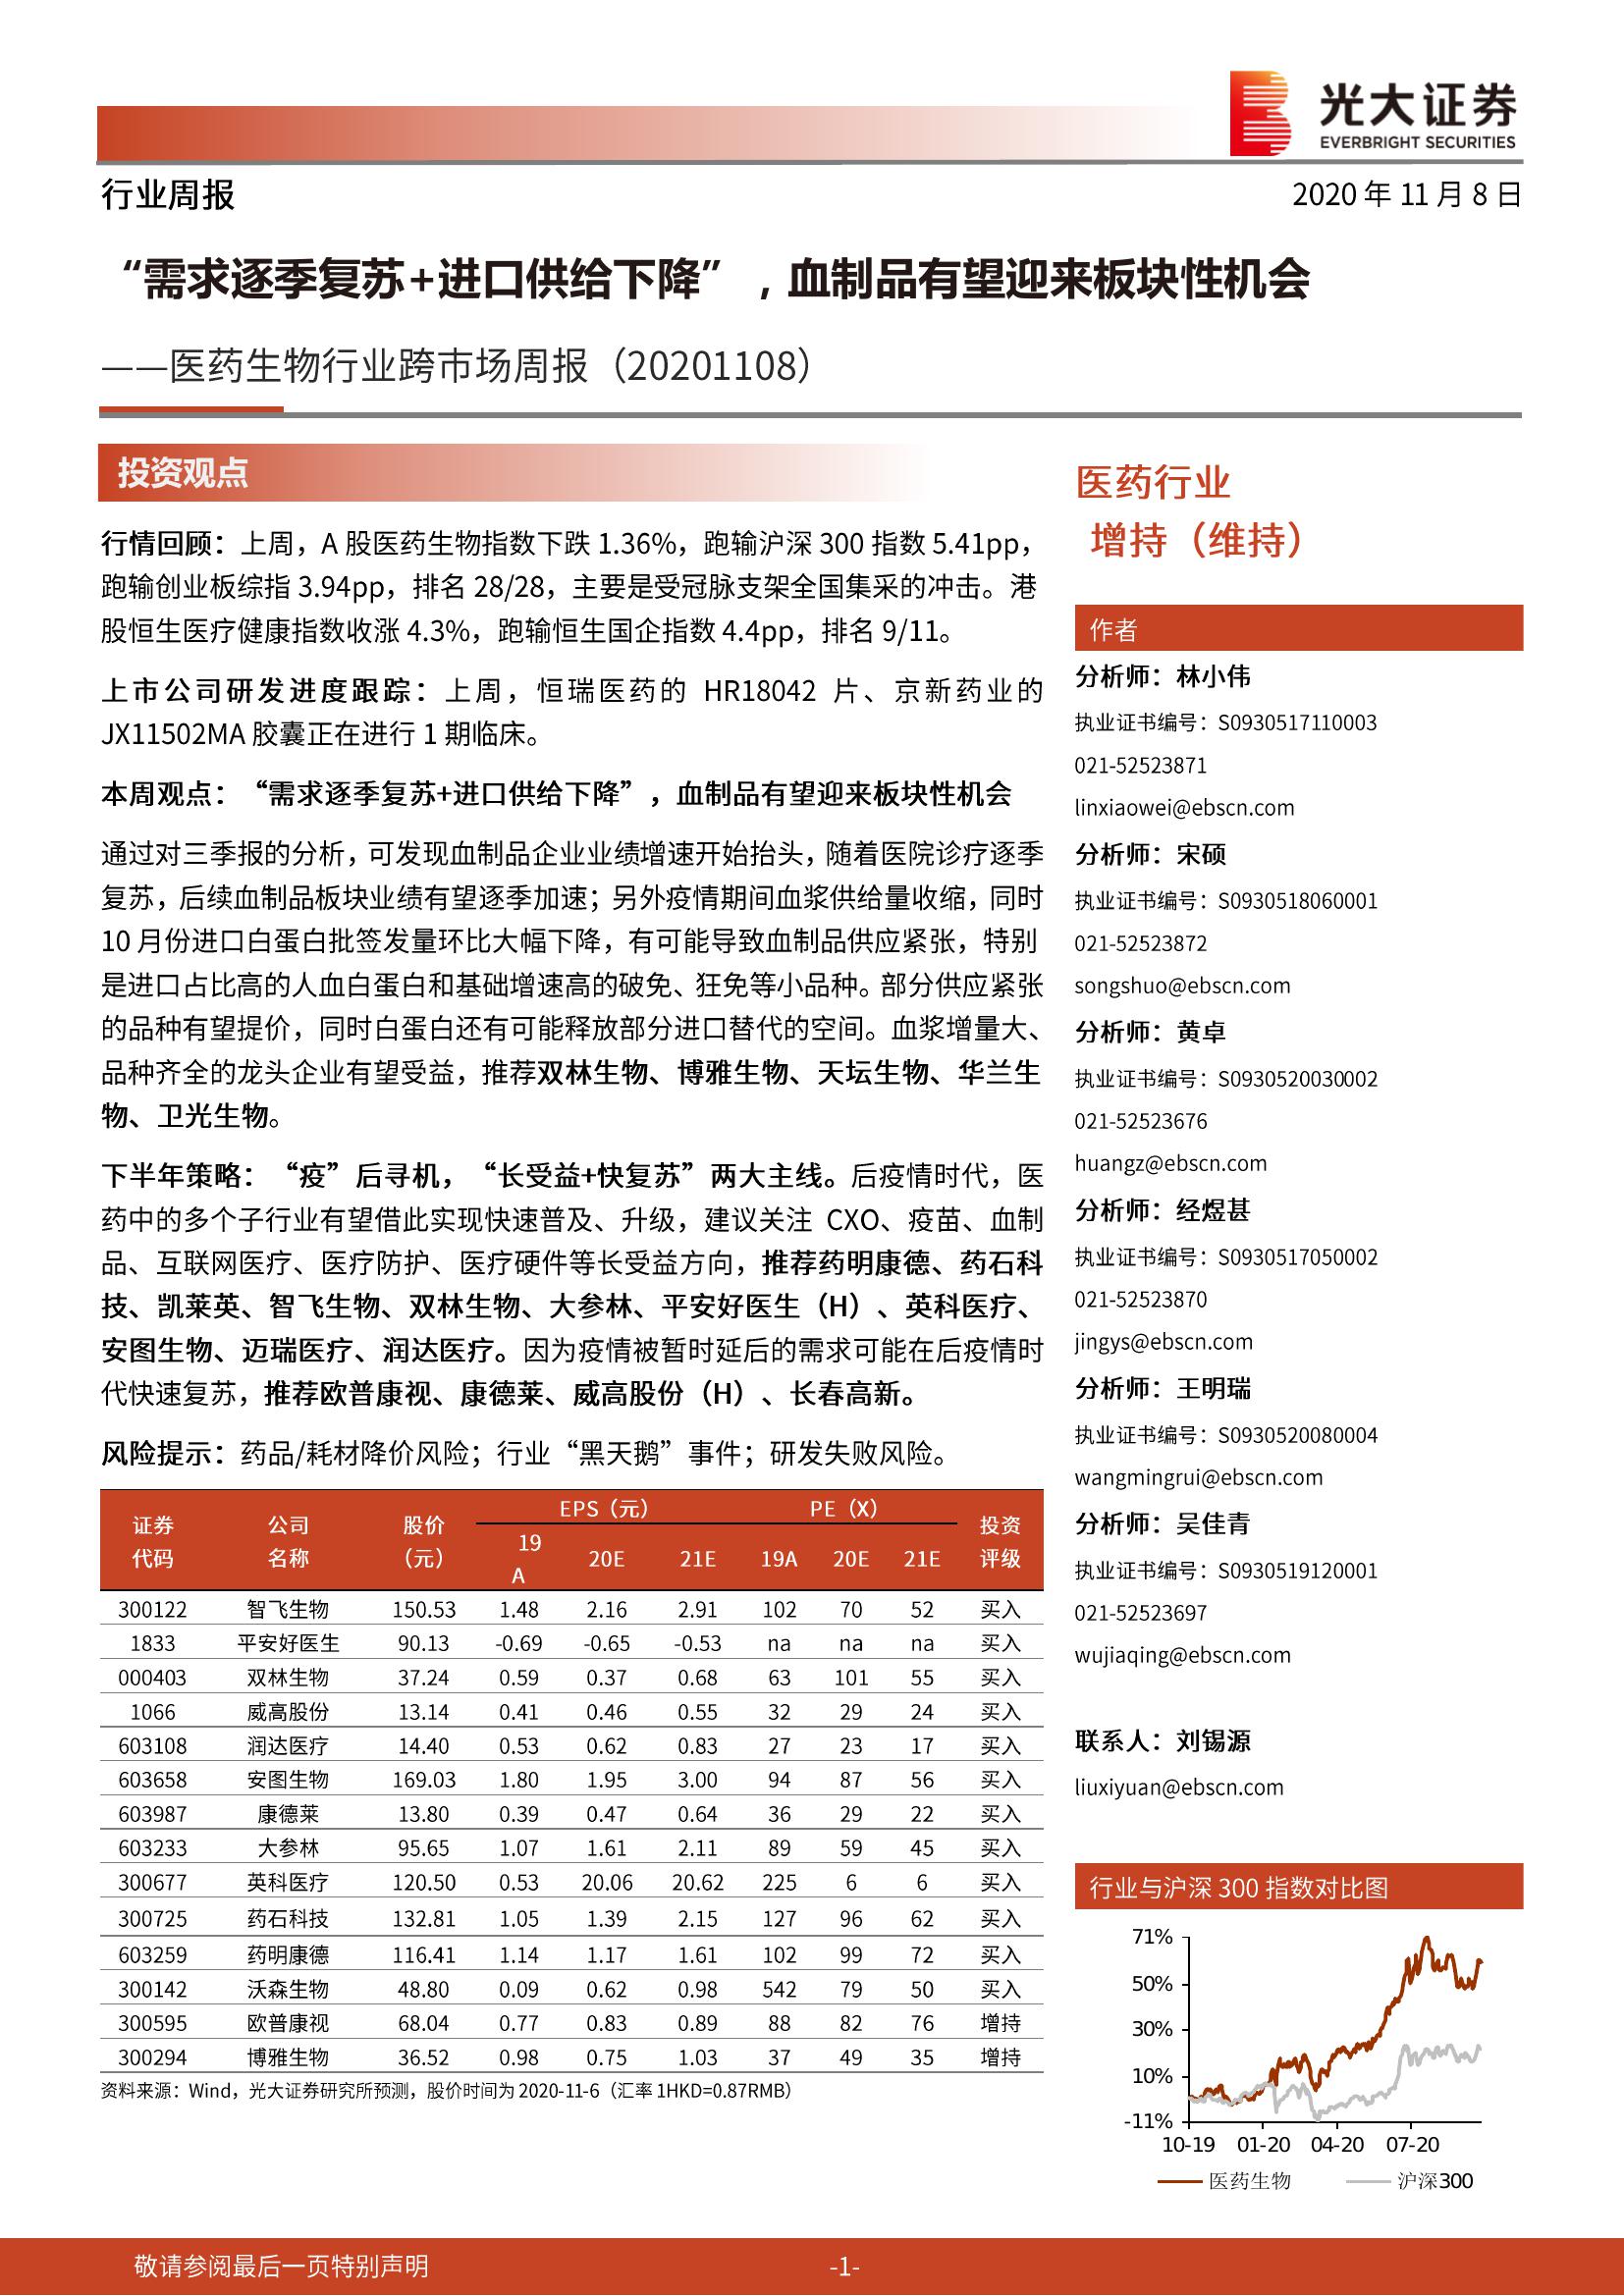 光大证券
EVERBRIGHT SECURITIES
行业周报
2020 年 11 月 8 日
“需求逐季复苏+进口供给下降”，血制品有望迎来板块性机会
——医药生物行业跨市场周报（20201108）
投资观点
行情回顾：上周，A 股医药生物指数下跌 1.36%，跑输沪深 300 指数 5.41pp，
跑输创业板综指 3.94pp，排名 28/28，主要是受冠脉支架全国集采的冲击。港
股恒生医疗健康指数收涨 4.3%，跑输恒生国企指数 4.4pp，排名 9/11。
上市公司研发进度跟踪：上周，恒瑞医药的 HR18042 片、京新药业的
JX11502MA 胶囊正在进行 1 期临床。
本周观点：“需求逐季复苏+进口供给下降”，血制品有望迎来板块性机会
通过对三季报的分析，可发现血制品企业业绩增速开始抬头，随着医院诊疗逐季
复苏，后续血制品板块业绩有望逐季加速；另外疫情期间血浆供给量收缩，同时
10 月份进口白蛋白批签发量环比大幅下降，有可能导致血制品供应紧张，特别
是进口占比高的人血白蛋白和基础增速高的破免、狂免等小品种。部分供应紧张
的品种有望提价，同时白蛋白还有可能释放部分进口替代的空间。血浆增量大、
品种齐全的龙头企业有望受益，推荐双林生物、博雅生物、天坛生物、华兰生
物、卫光生物。
下半年策略：“疫”后寻机，“长受益+快复苏”两大主线。后疫情时代，医
药中的多个子行业有望借此实现快速普及、升级，建议关注 CXO、疫苗、血制
品、互联网医疗、医疗防护、医疗硬件等长受益方向，推荐药明康德、药石科
技、凯莱英、智飞生物、双林生物、大参林、平安好医生（H）、英科医疗、
安图生物、迈瑞医疗、润达医疗。因为疫情被暂时延后的需求可能在后疫情时
代快速复苏，推荐欧普康视、康德莱、威高股份（H）、长春高新。
风险提示：药品/耗材降价风险；行业“黑天鹅”事件；研发失败风险。
证券代码 公司名称 股价（元） EPS（元） PE（X） 投资评级
19A 20E 21E 19A 20E 21E
300122 智飞生物 150.53 1.48 2.16 2.91 102 70 52 买入
1833 平安好医生 90.13 -0.69 -0.65 -0.53 na na na 买入
000403 双林生物 37.24 0.59 0.37 0.68 63 101 55 买入
1066 威高股份 13.14 0.41 0.46 0.55 32 29 24 买入
603108 润达医疗 14.40 0.53 0.62 0.83 27 23 17 买入
603658 安图生物 169.03 1.80 1.95 3.00 94 87 56 买入
603987 康德莱 13.80 0.39 0.47 0.64 36 29 22 买入
603233 大参林 95.65 1.07 1.61 2.11 89 59 45 买入
300677 英科医疗 120.50 0.53 20.06 20.62 225 6 6 买入
300725 药石科技 132.81 1.05 1.39 2.15 127 96 62 买入
603259 药明康德 116.41 1.14 1.17 1.61 102 99 72 买入
300142 沃森生物 48.80 0.09 0.62 0.98 542 79 50 买入
300595 欧普康视 68.04 0.77 0.83 0.89 88 82 76 增持
300294 博雅生物 36.52 0.98 0.75 1.03 37 49 35 增持
资料来源：Wind，光大证券研究所预测，股价时间为 2020-11-6（汇率 1HKD=0.87RMB）
医药行业
增持（维持）
作者
分析师：林小伟
执业证书编号：S0930517110003
021-52523871
linxiaowei@ebscn.com
分析师：宋硕
执业证书编号：S0930518060001
021-52523872
songshuo@ebscn.com
分析师：黄卓
执业证书编号：S0930520030002
021-52523676
huangz@ebscn.com
分析师：经煜甚
执业证书编号：S0930517050002
021-52523870
jingys@ebscn.com
分析师：王明瑞
执业证书编号：S0930520080004
wangmingrui@ebscn.com
分析师：吴佳青
执业证书编号：S0930519120001
021-52523697
wujiaqing@ebscn.com
联系人：刘锡源
liuxiyuan@ebscn.com
行业与沪深 300 指数对比图
71%
50%
30%
10%
-11%
10-19 01-20 04-20 07-20
医药生物 沪深300
敬请参阅最后一页特别声明
-1-